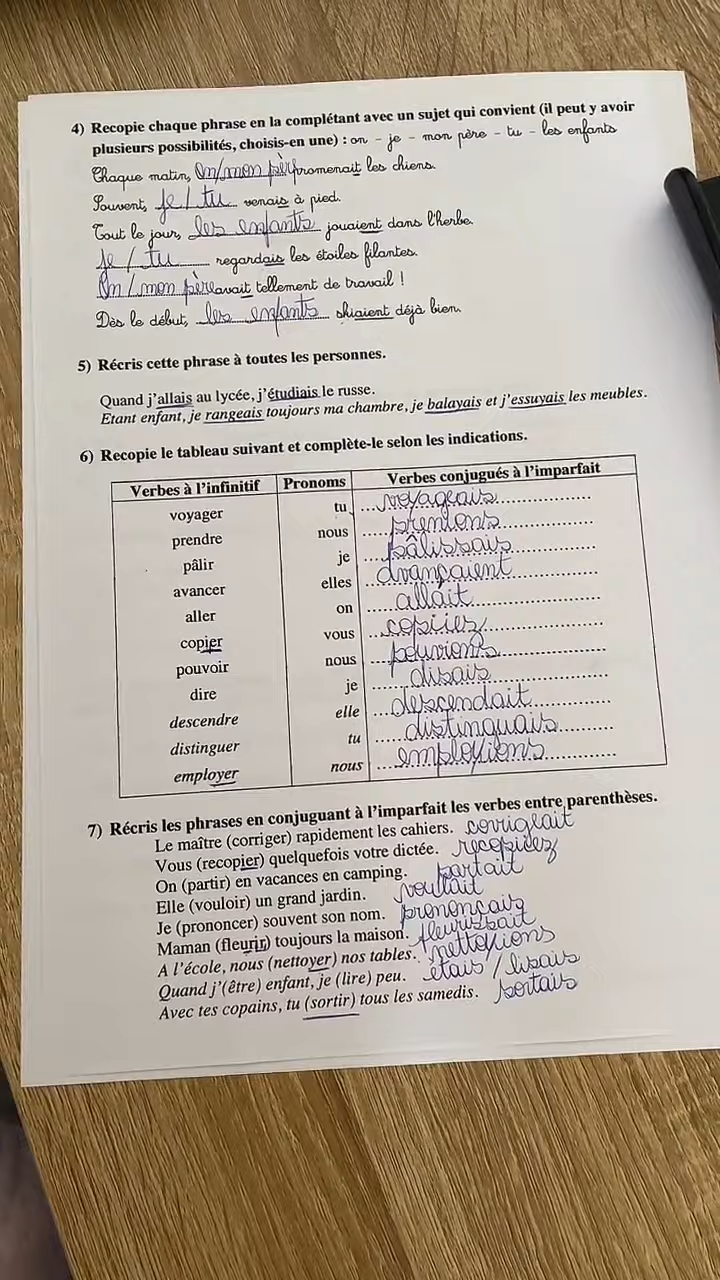 4) Recopie chaque phrase en la complétant avec un sujet qui convient (il peut y avoir
plusieurs possibilités, choisis-en une) : on - je - mon père - tu - les enfants
Chaque matin, On/mon père promenait les chiens.
Souvent, je / tu venais à pied.
Tout le jour, les enfants jouaient dans l'herbe.
Je / tu regardais les étoiles filantes.
On / mon père avait tellement de travail !
Dès le début, les enfants skiaient déjà bien.
5) Récris cette phrase à toutes les personnes.
Quand j'allais au lycée, j'étudiais le russe.
Etant enfant, je rangeais toujours ma chambre, je balayais et j'essuyais les meubles.
6) Recopie le tableau suivant et complète-le selon les indications.
Verbes à l'infinitif Pronoms Verbes conjugués à l'imparfait
voyager tu voyageais
prendre nous prenions
pâlir je pâlissais
avancer elles avançaient
aller on allait
copier vous copiiez
pouvoir nous pouvions
dire je disais
descendre elle descendait
distinguer tu distinguais
employer nous employions
7) Récris les phrases en conjuguant à l'imparfait les verbes entre parenthèses.
Le maître (corriger) rapidement les cahiers. corrigeait
Vous (recopier) quelquefois votre dictée. recopiiez
On (partir) en vacances en camping. partait
Elle (vouloir) un grand jardin. voulait
Je (prononcer) souvent son nom. prononçais
Maman (fleurir) toujours la maison. fleurissait
A l'école, nous (nettoyer) nos tables. nettoyions
Quand j'(être) enfant, je (lire) peu. étais / lisais
Avec tes copains, tu (sortir) tous les samedis. sortais